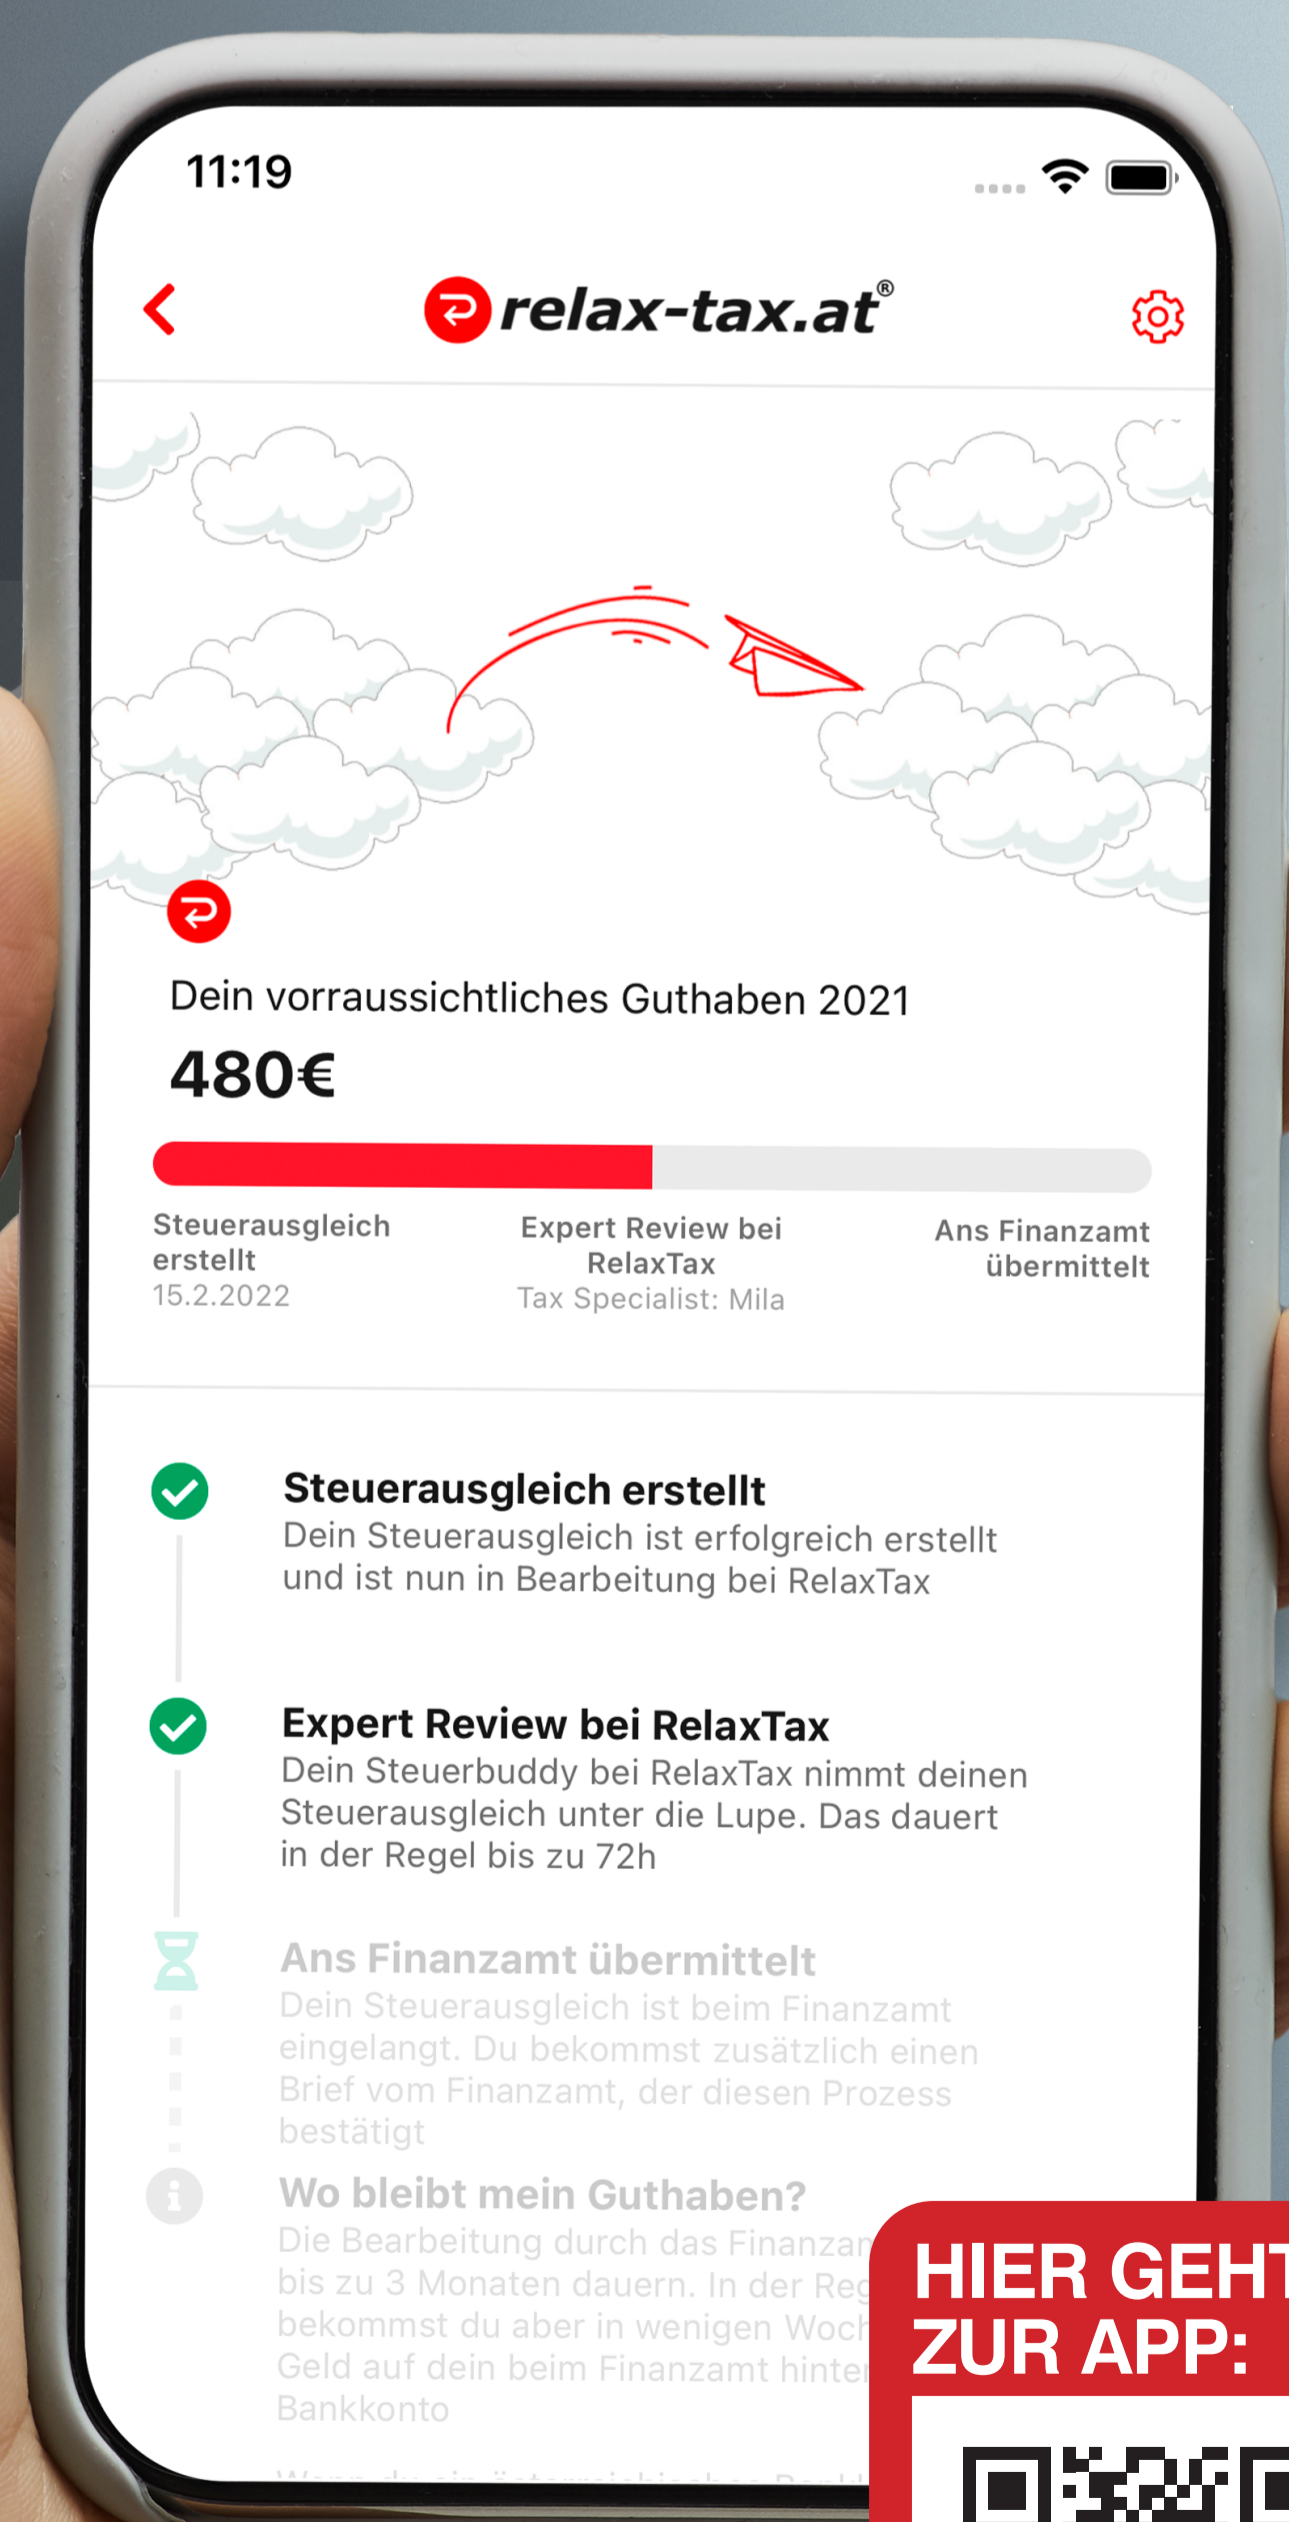 11:19
relax-tax.at®
Dein vorraussichtliches Guthaben 2021
480€
Steuerausgleich
erstellt
15.2.2022
Expert Review bei
RelaxTax
Tax Specialist: Mila
Ans Finanzamt
übermittelt
Steuerausgleich erstellt
Dein Steuerausgleich ist erfolgreich erstellt
und ist nun in Bearbeitung bei RelaxTax
Expert Review bei RelaxTax
Dein Steuerbuddy bei RelaxTax nimmt deinen
Steuerausgleich unter die Lupe. Das dauert
in der Regel bis zu 72h
Ans Finanzamt übermittelt
Dein Steuerausgleich ist beim Finanzamt
eingelangt. Du bekommst zusätzlich einen
Brief vom Finanzamt, der diesen Prozess
bestätigt
Wo bleibt mein Guthaben?
Die Bearbeitung durch das
bis zu 3 Monaten dauern. In der
bekommst du aber in wenigen
Geld auf dein beim Finanzamt
Bankkonto
HIER GEHT
ZUR APP: